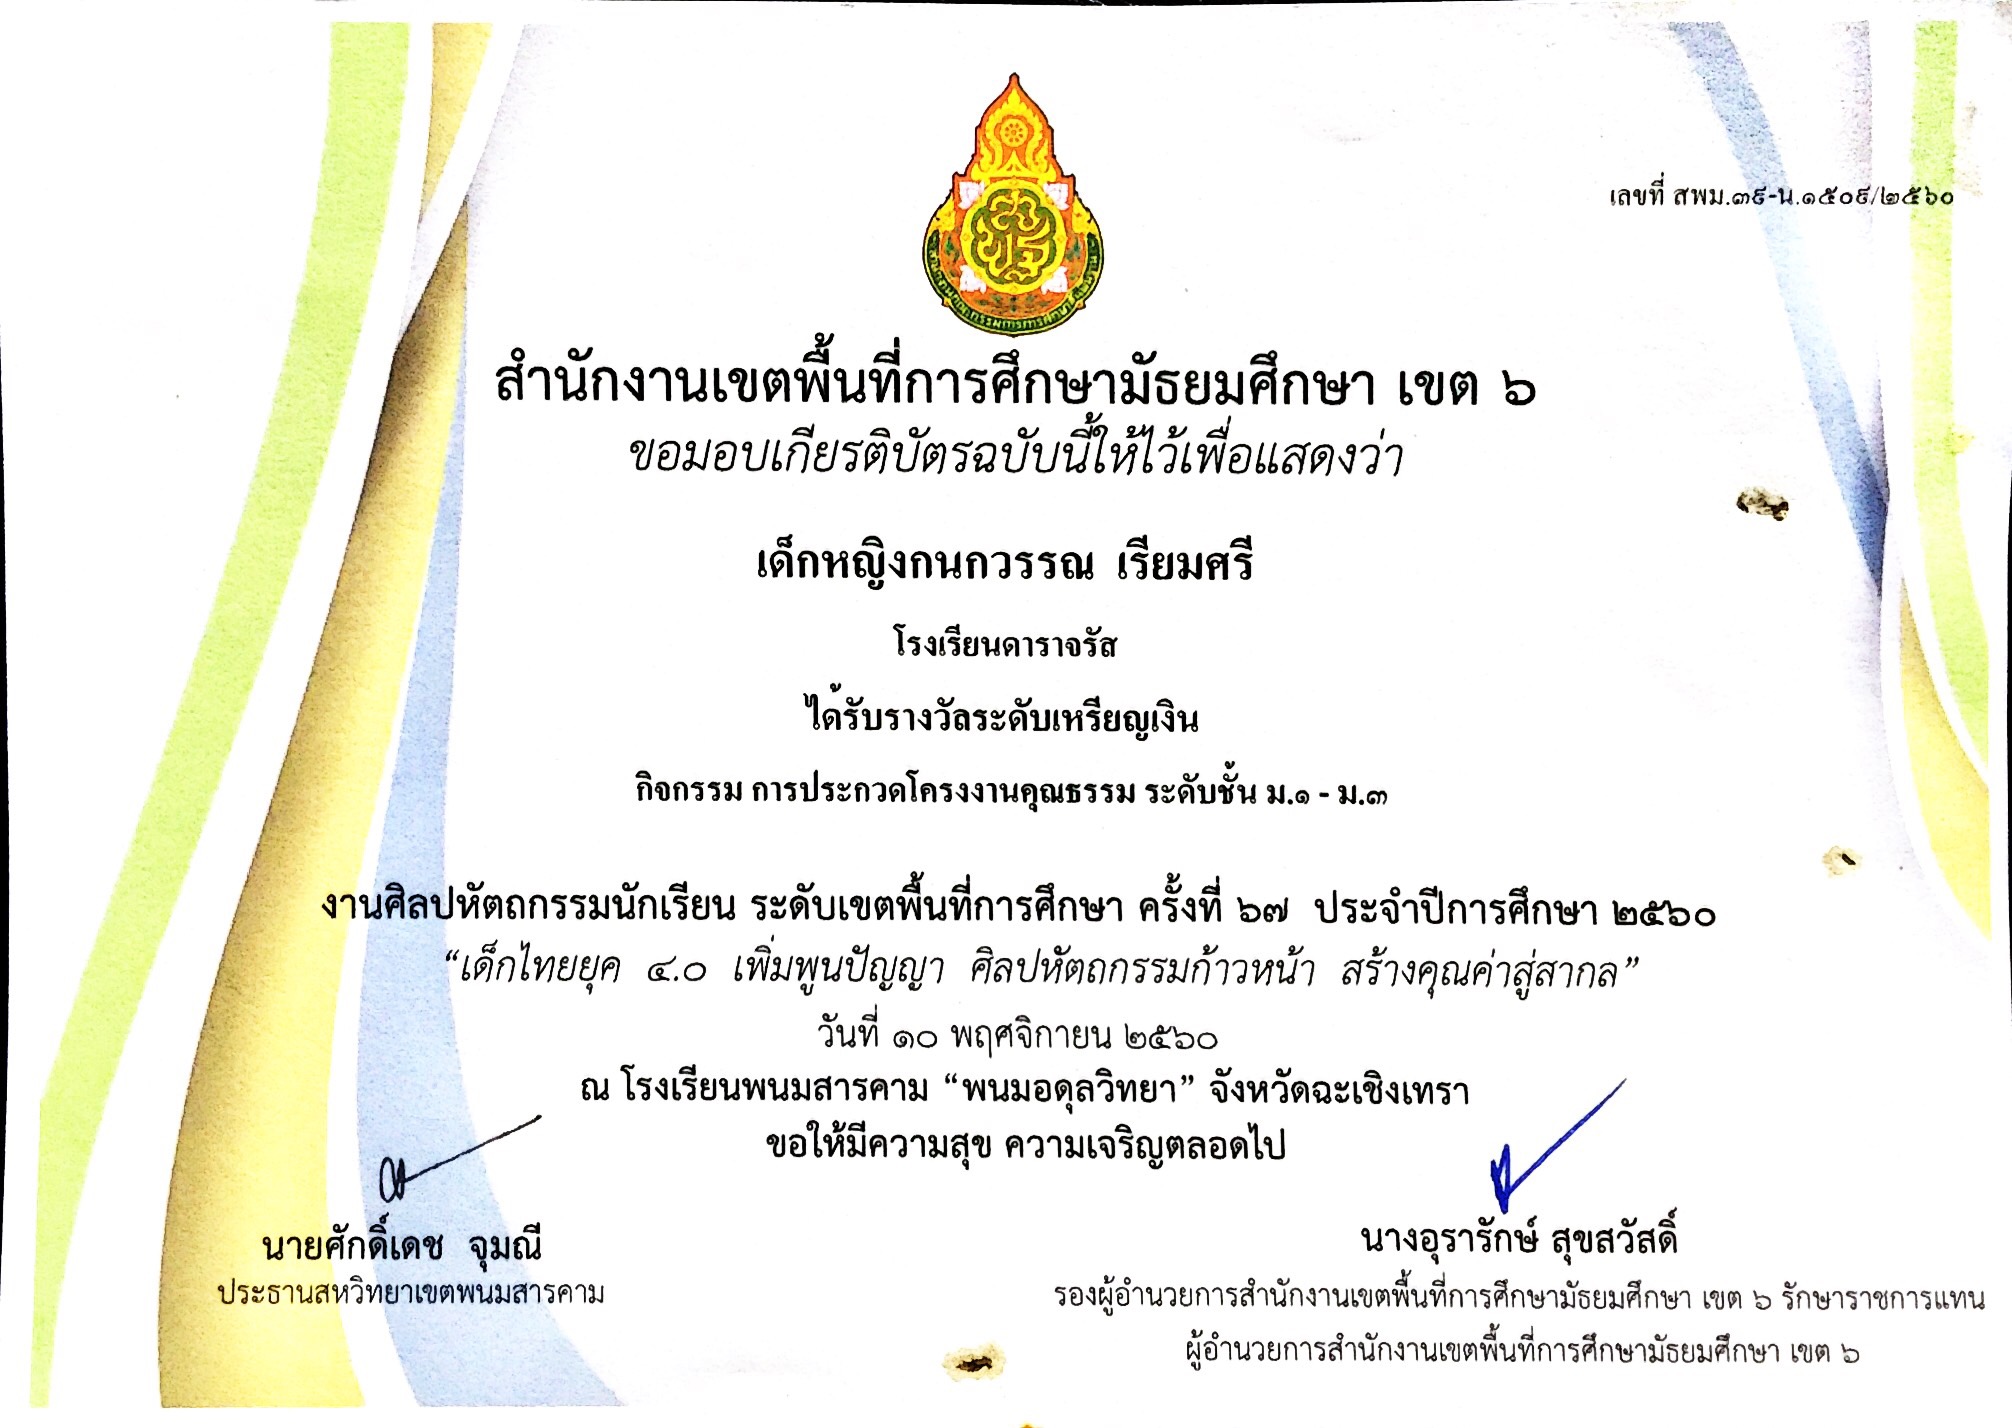 เลขที่ สพม.๓๙-น.๑๕๐๙/๒๕๖๐
สำนักงานเขตพื้นที่การศึกษามัธยมศึกษา เขต ๖
ขอมอบเกียรติบัตรฉบับนี้ให้ไว้เพื่อแสดงว่า
เด็กหญิงกนกวรรณ เรียมศรี
โรงเรียนดาราจรัส
ได้รับรางวัลระดับเหรียญเงิน
กิจกรรม การประกวดโครงงานคุณธรรม ระดับชั้น ม.๑ - ม.๓
งานศิลปหัตถกรรมนักเรียน ระดับเขตพื้นที่การศึกษา ครั้งที่ ๖๗ ประจำปีการศึกษา ๒๕๖๐
“เด็กไทยยุค ๔.๐ เพิ่มพูนปัญญา ศิลปหัตถกรรมก้าวหน้า สร้างคุณค่าสู่สากล”
วันที่ ๑๐ พฤศจิกายน ๒๕๖๐
ณ โรงเรียนพนมสารคาม “พนมอดุลวิทยา” จังหวัดฉะเชิงเทรา
ขอให้มีความสุข ความเจริญตลอดไป
นายศักดิ์เดช จุมณี
ประธานสหวิทยาเขตพนมสารคาม
นางอุรารักษ์ สุขสวัสดิ์
รองผู้อำนวยการสำนักงานเขตพื้นที่การศึกษามัธยมศึกษา เขต ๖ รักษาราชการแทน
ผู้อำนวยการสำนักงานเขตพื้นที่การศึกษามัธยมศึกษา เขต ๖